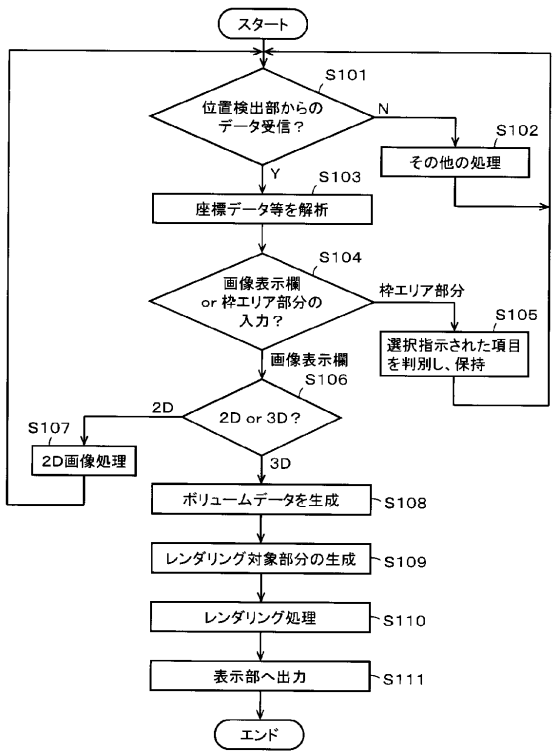 スタート
S101
位置検出部からの
データ受信？
N
S102
その他の処理
Y
S103
座標データ等を解析
S104
画像表示欄
or 枠エリア部分の
入力？
枠エリア部分
S105
選択指示された項目
を判別し、保持
画像表示欄
S106
2D or 3D？
2D
S107
2D画像処理
3D
ボリュームデータを生成
S108
レンダリング対象部分の生成
S109
レンダリング処理
S110
表示部へ出力
S111
エンド